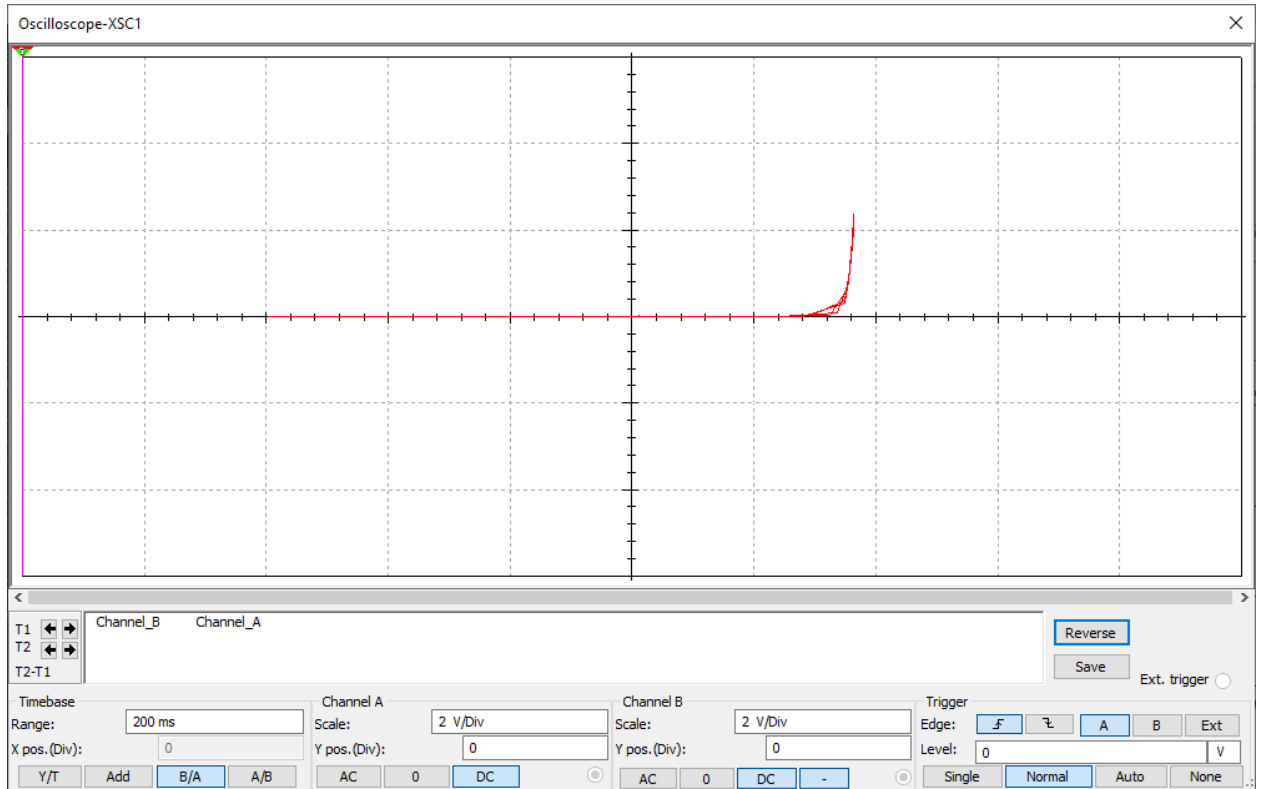 Oscilloscope-XSC1
T1
T2
T2-T1
Channel_B Channel_A
Reverse
Save
Ext. trigger
Timebase
Range: 200 ms
X pos.(Div): 0
Y/T Add B/A A/B
Channel A
Scale: 2 V/Div
Y pos.(Div): 0
AC 0 DC
Channel B
Scale: 2 V/Div
Y pos.(Div): 0
AC 0 DC -
Trigger
Edge: A B Ext
Level: 0 V
Single Normal Auto None